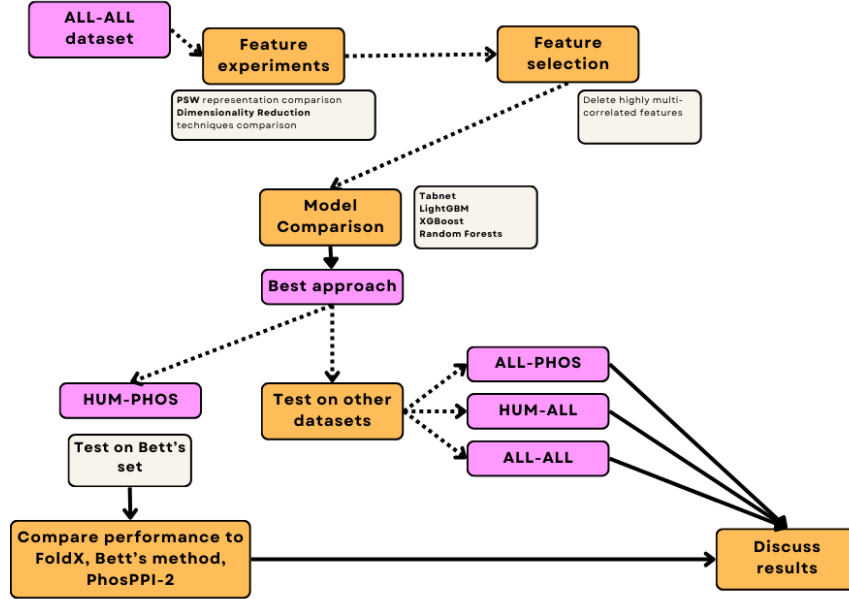 ALL-ALL
dataset
Feature
experiments
Feature
selection
PSW representation comparison
Dimensionality Reduction
techniques comparison
Delete highly multi-
correlated features
Model
Comparison
Tabnet
LightGBM
XGBoost
Random Forests
Best approach
HUM-PHOS
Test on other
datasets
ALL-PHOS
HUM-ALL
ALL-ALL
Test on Bett's
set
Compare performance to
FoldX, Bett's method,
PhosPPI-2
Discuss
results